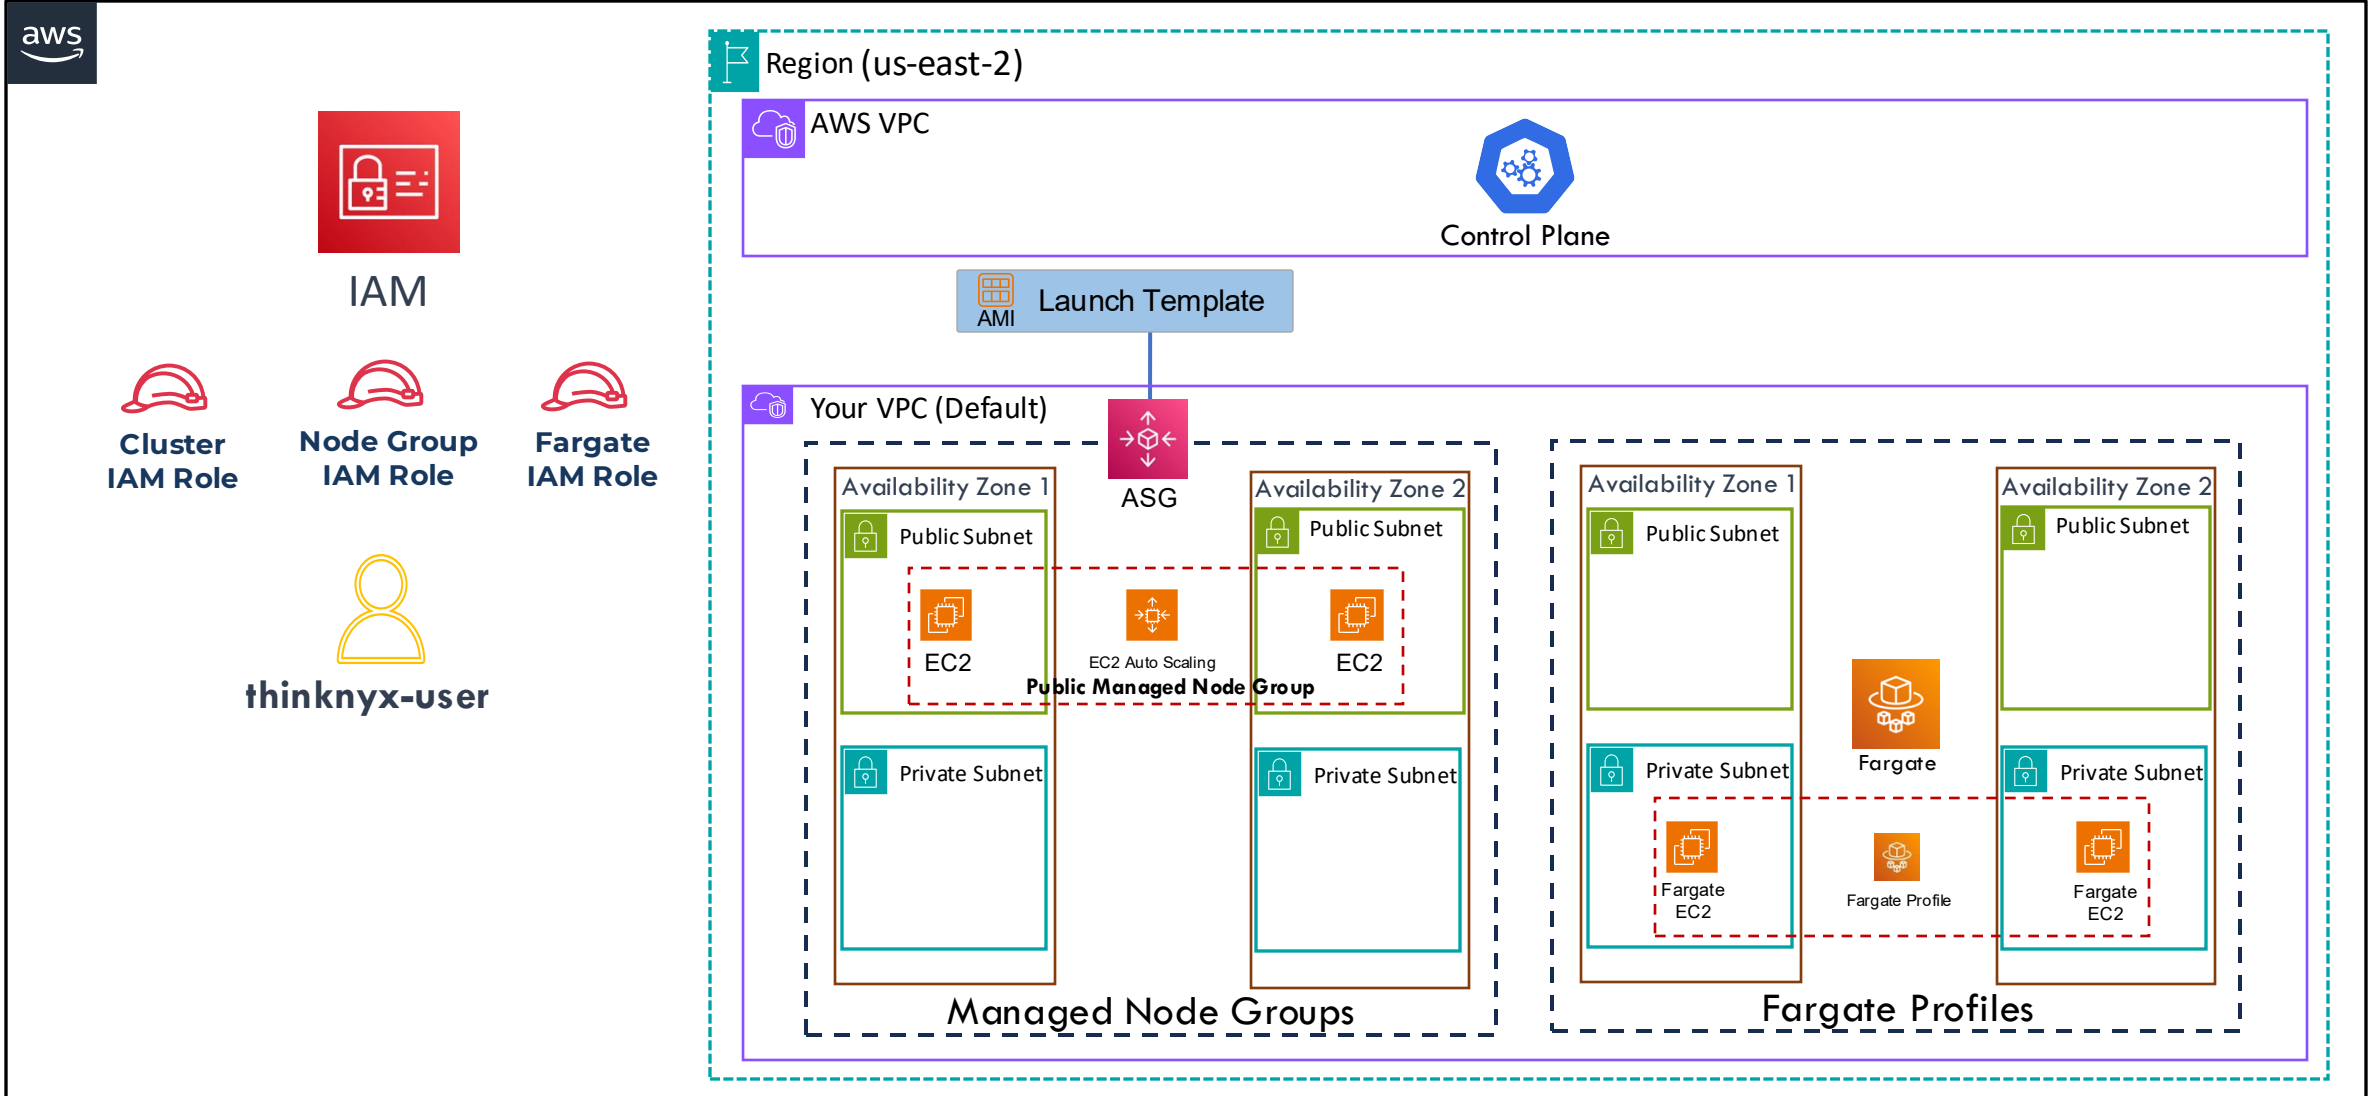 aws
Region (us-east-2)
AWS VPC
Control Plane
IAM
AMI
Launch Template
Cluster
IAM Role
Node Group
IAM Role
Fargate
IAM Role
thinknyx-user
Your VPC (Default)
ASG
Availability Zone 1
Public Subnet
EC2
EC2 Auto Scaling
Public Managed Node Group
Availability Zone 2
Public Subnet
EC2
Private Subnet
Private Subnet
Managed Node Groups
Availability Zone 1
Public Subnet
Availability Zone 2
Public Subnet
Fargate
Private Subnet
Private Subnet
Fargate
EC2
Fargate Profile
Fargate
EC2
Fargate Profiles